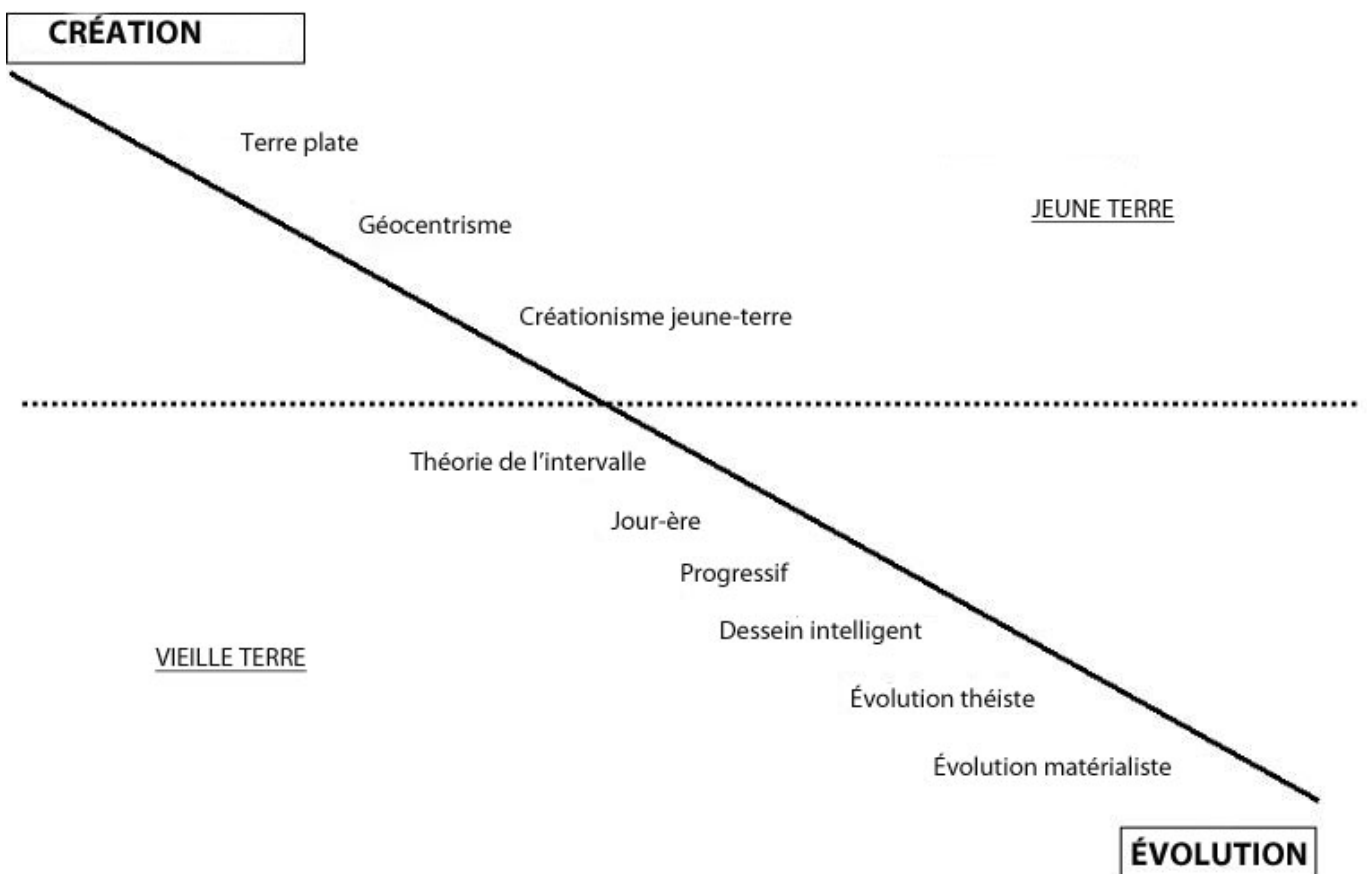 CRÉATION
Terre plate
JEUNE TERRE
Géocentrisme
Créationisme jeune-terre
Théorie de l'intervalle
Jour-ère
Progressif
Dessein intelligent
VIEILLE TERRE
Évolution théiste
Évolution matérialiste
ÉVOLUTION